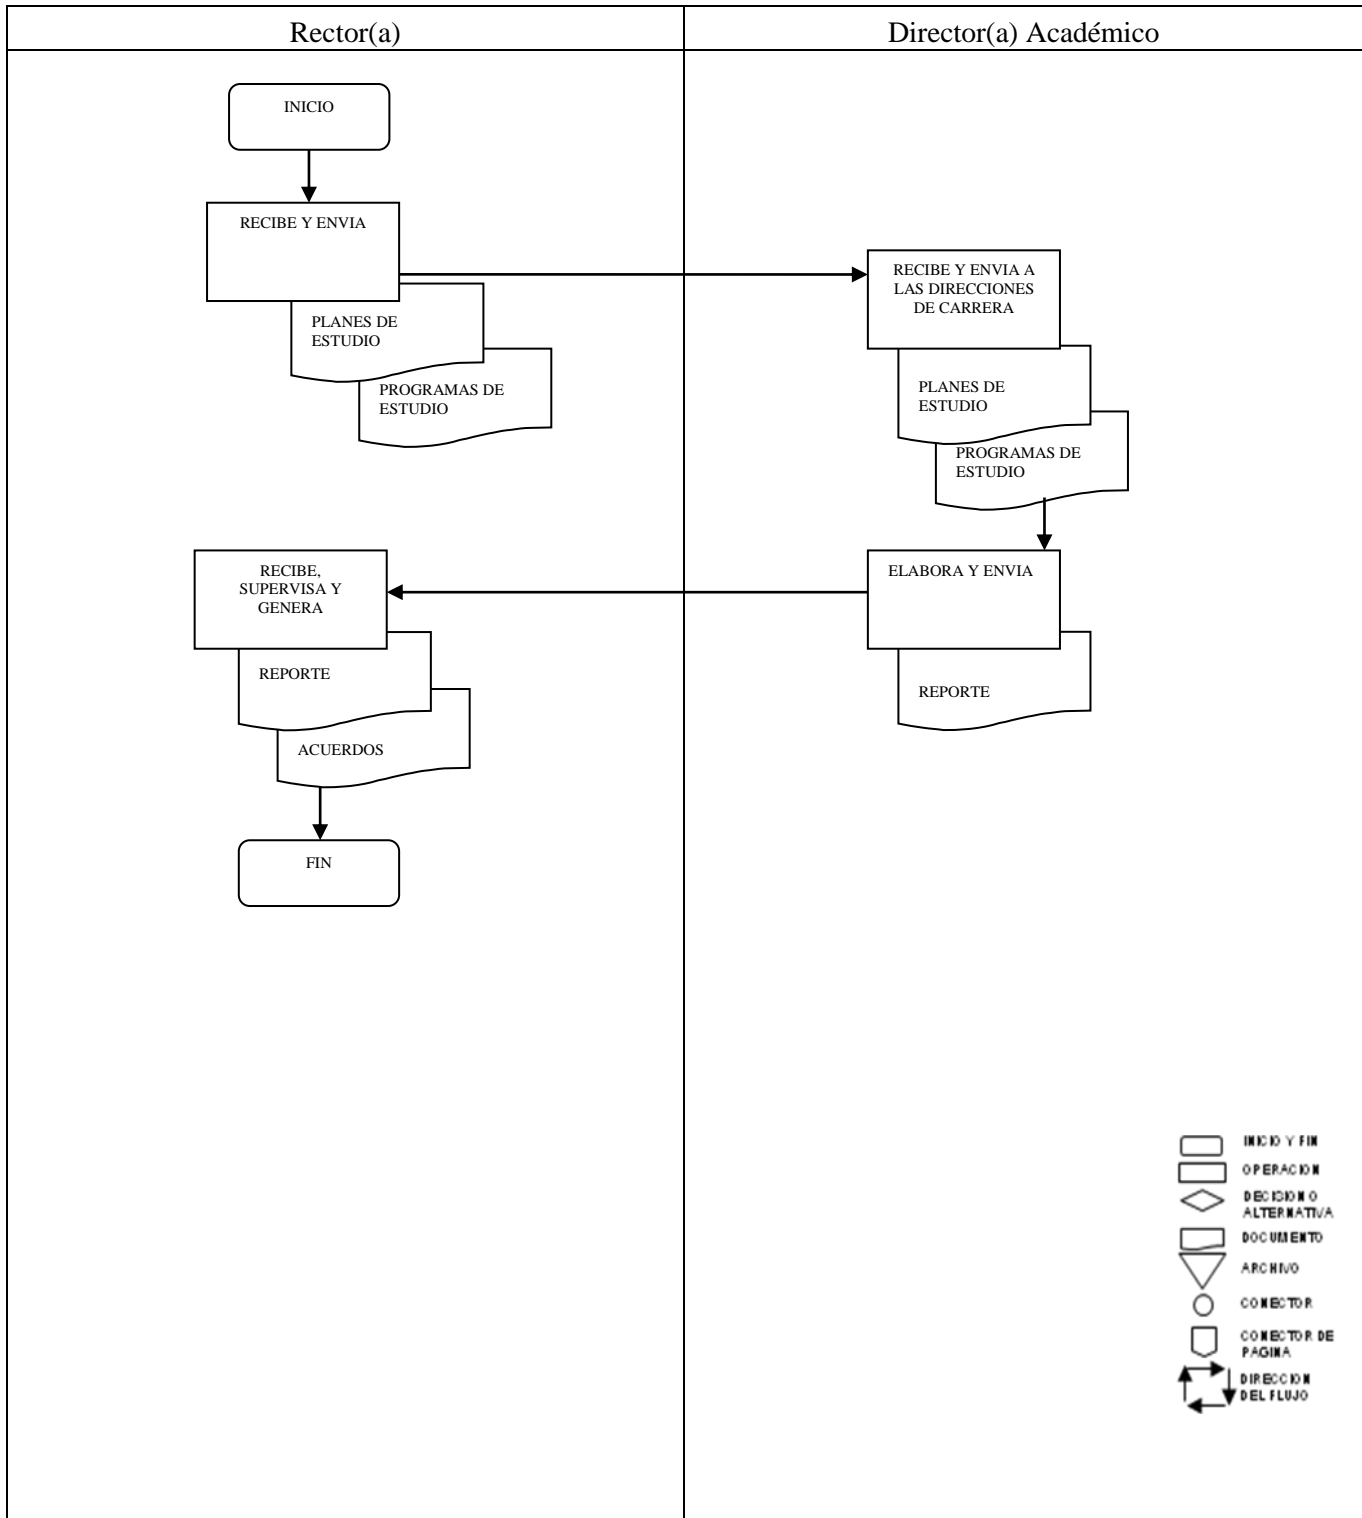 Rector(a)
Director(a) Académico
INICIO
RECIBE Y ENVIA
PLANES DE
ESTUDIO
PROGRAMAS DE
ESTUDIO
RECIBE Y ENVIA A
LAS DIRECCIONES
DE CARRERA
PLANES DE
ESTUDIO
PROGRAMAS DE
ESTUDIO
ELABORA Y ENVIA
REPORTE
RECIBE,
SUPERVISA Y
GENERA
REPORTE
ACUERDOS
FIN
INICIO Y FIN
OPERACION
DECISION O
ALTERNATIVA
DOCUMENTO
ARCHIVO
CONECTOR
CONECTOR DE
PAGINA
DIRECCION
DEL FLUJO